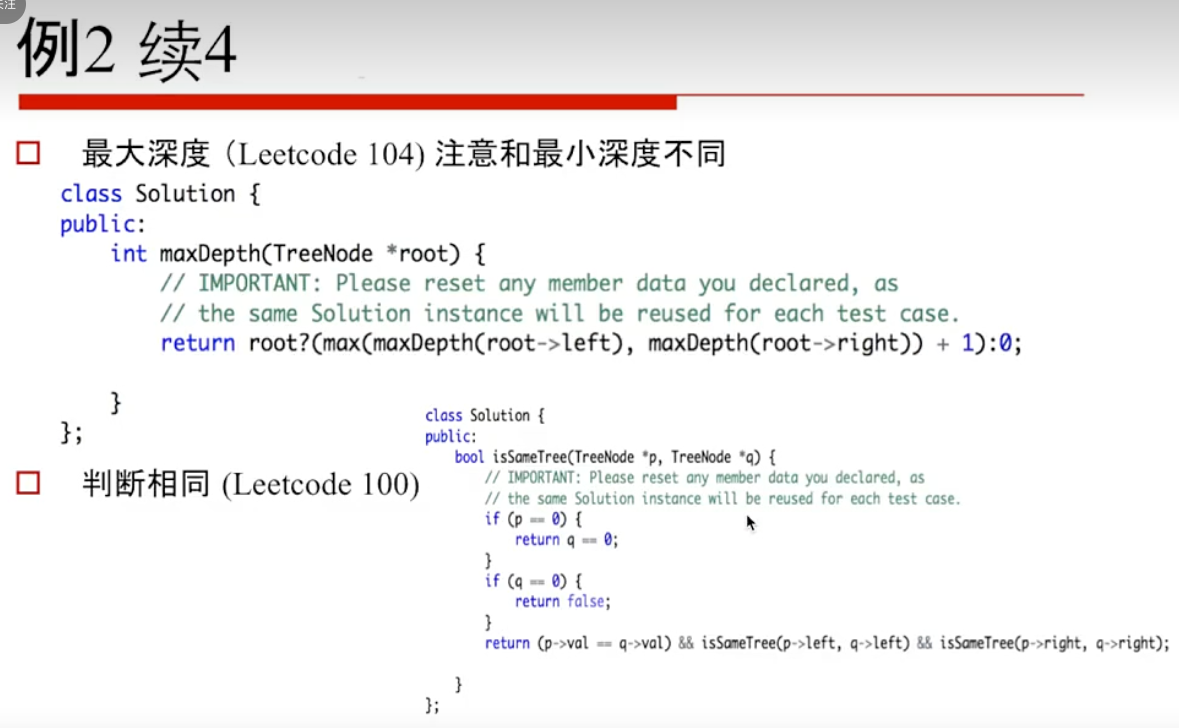 关注
例2 续4
最大深度 (Leetcode 104) 注意和最小深度不同
class Solution {
public:
    int maxDepth(TreeNode *root) {
        // IMPORTANT: Please reset any member data you declared, as
        // the same Solution instance will be reused for each test case.
        return root?(max(maxDepth(root->left), maxDepth(root->right)) + 1):0;
    }
};
判断相同 (Leetcode 100)
class Solution {
public:
    bool isSameTree(TreeNode *p, TreeNode *q) {
        // IMPORTANT: Please reset any member data you declared, as
        // the same Solution instance will be reused for each test case.
        if (p == 0) {
            return q == 0;
        }
        if (q == 0) {
            return false;
        }
        return (p->val == q->val) && isSameTree(p->left, q->left) && isSameTree(p->right, q->right);
    }
};